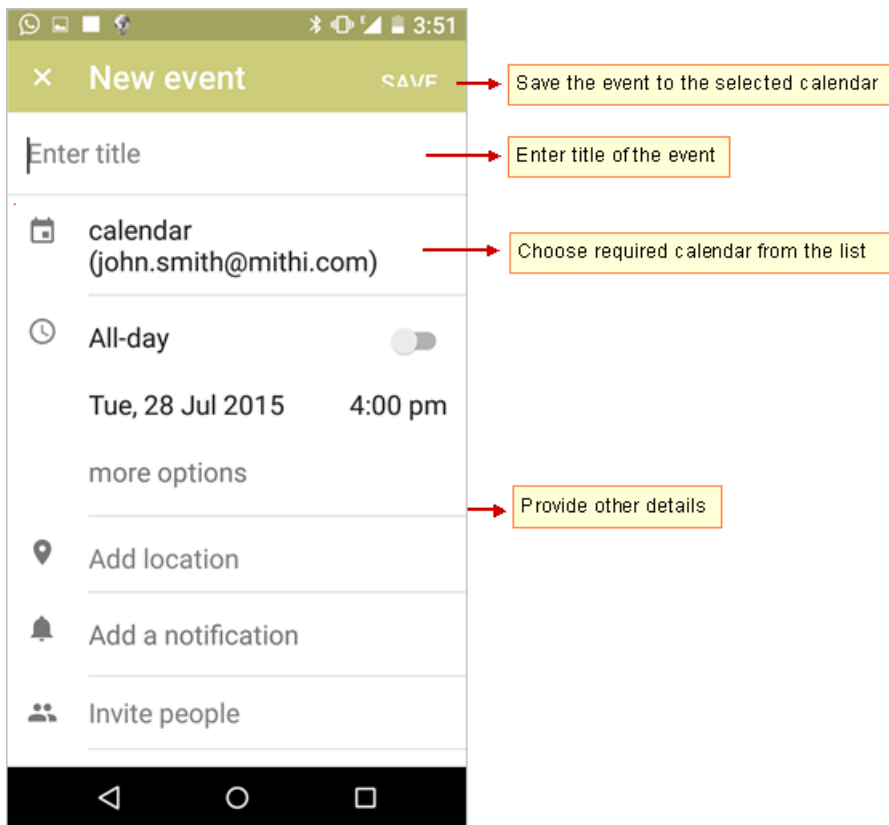 3:51
New event SAVE
Save the event to the selected calendar
Enter title
Enter title of the event
calendar
(john.smith@mithi.com)
Choose required calendar from the list
All-day
Tue, 28 Jul 2015 4:00 pm
more options
Provide other details
Add location
Add a notification
Invite people